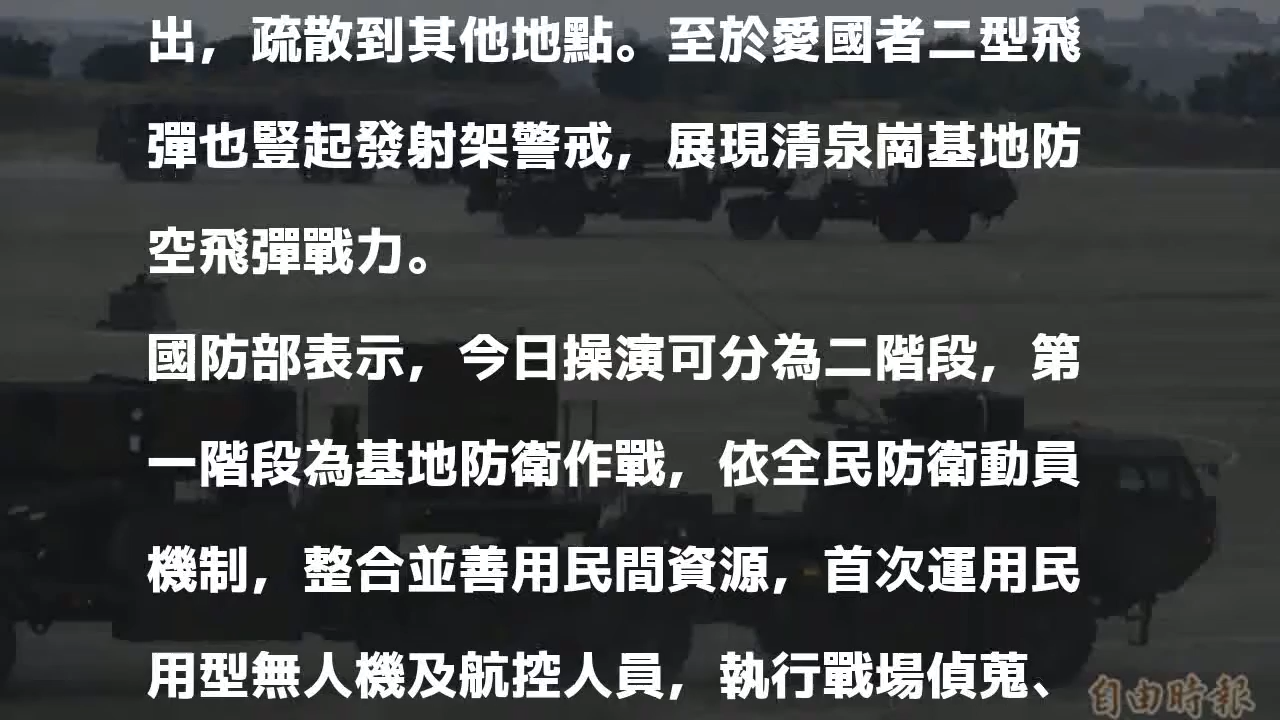 出，疏散到其他地點。至於愛國者二型飛
彈也豎起發射架警戒，展現清泉崗基地防
空飛彈戰力。
國防部表示，今日操演可分為二階段，第
一階段為基地防衛作戰，依全民防衛動員
機制，整合並善用民間資源，首次運用民
用型無人機及航控人員，執行戰場偵蒐、
自由時報